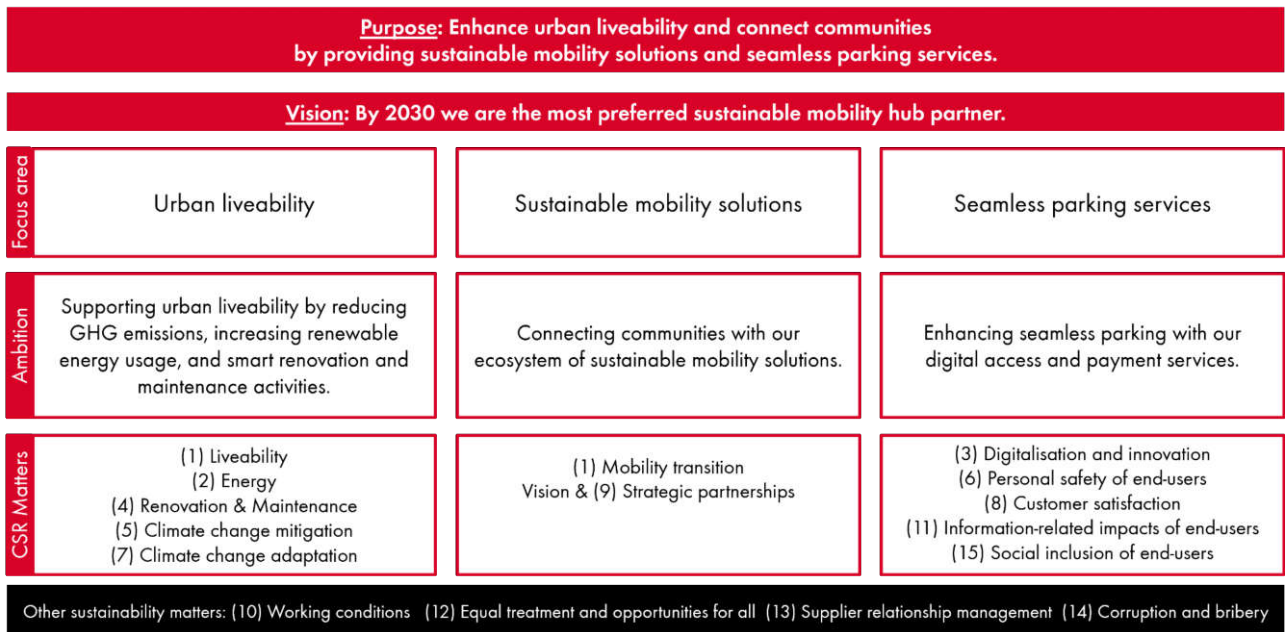 Purpose: Enhance urban liveability and connect communities
by providing sustainable mobility solutions and seamless parking services.
Vision: By 2030 we are the most preferred sustainable mobility hub partner.
Focus area
Urban liveability
Sustainable mobility solutions
Seamless parking services
Ambition
Supporting urban liveability by reducing
GHG emissions, increasing renewable
energy usage, and smart renovation and
maintenance activities.
Connecting communities with our
ecosystem of sustainable mobility solutions.
Enhancing seamless parking with our
digital access and payment services.
CSR Matters
(1) Liveability
(2) Energy
(4) Renovation & Maintenance
(5) Climate change mitigation
(7) Climate change adaptation
(1) Mobility transition
Vision & (9) Strategic partnerships
(3) Digitalisation and innovation
(6) Personal safety of end-users
(8) Customer satisfaction
(11) Information-related impacts of end-users
(15) Social inclusion of end-users
Other sustainability matters: (10) Working conditions (12) Equal treatment and opportunities for all (13) Supplier relationship management (14) Corruption and bribery